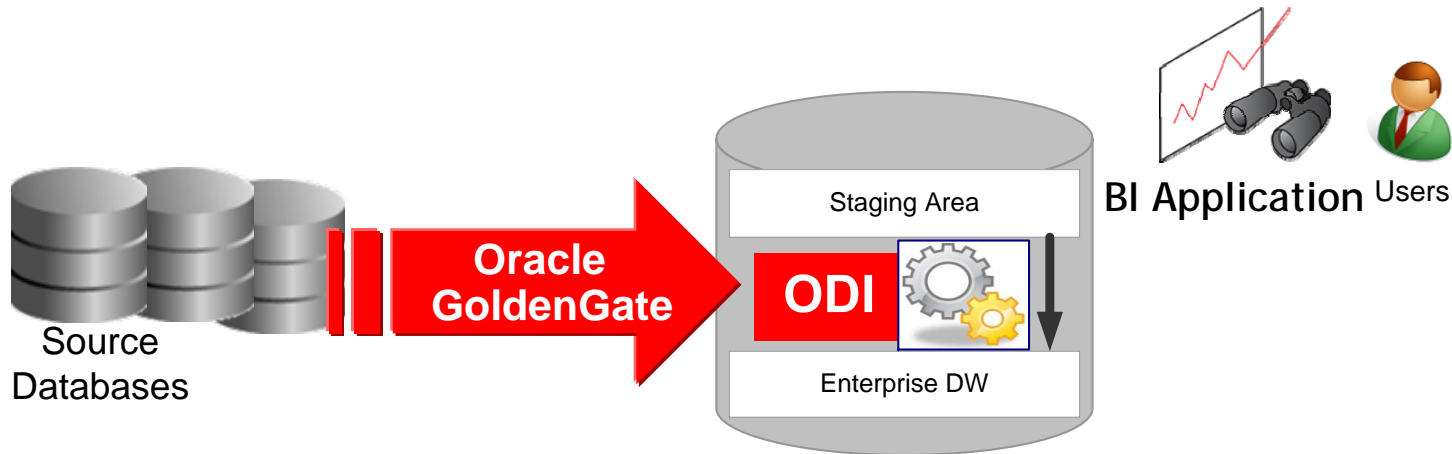 Source
Databases
Oracle
GoldenGate
Staging Area
ODI
Enterprise DW
BI Application
Users